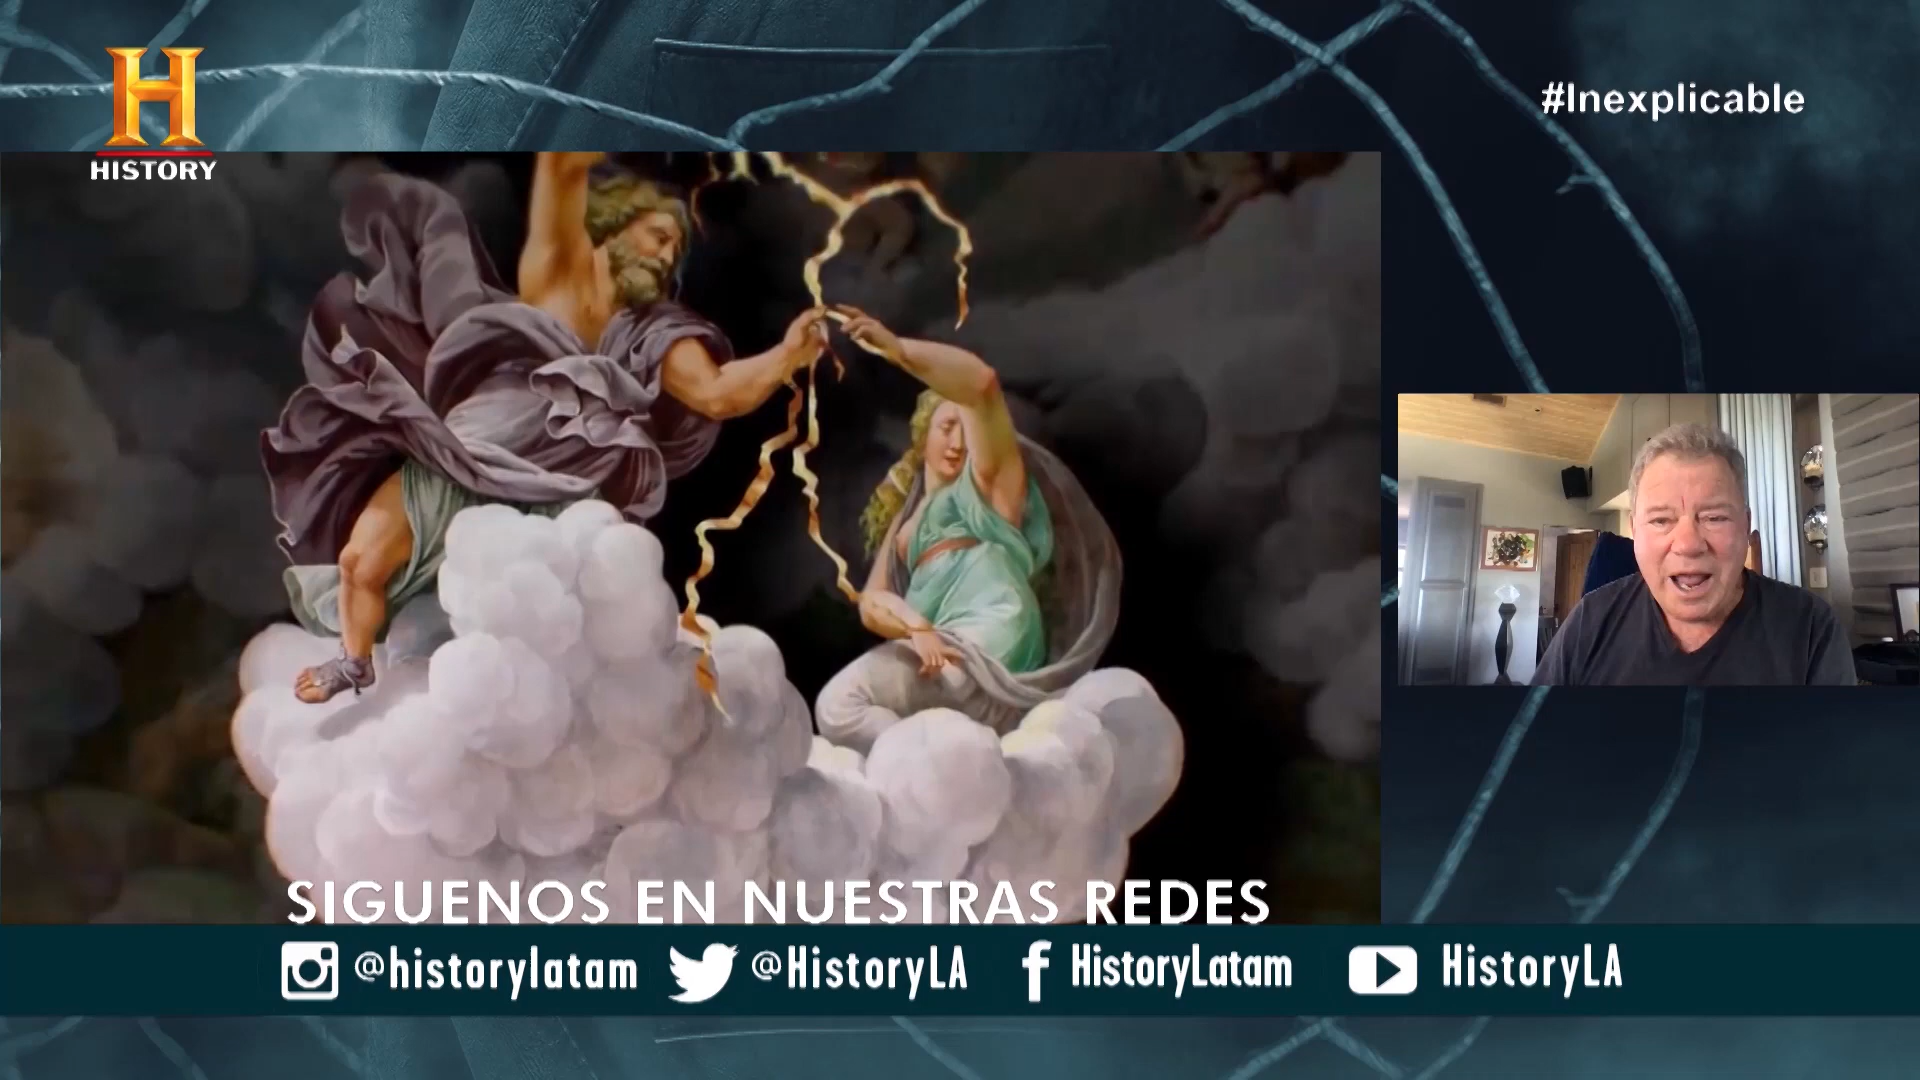 HISTORY
#Inexplicable
SIGUENOS EN NUESTRAS REDES
@historylatam @HistoryLA HistoryLatam HistoryLA